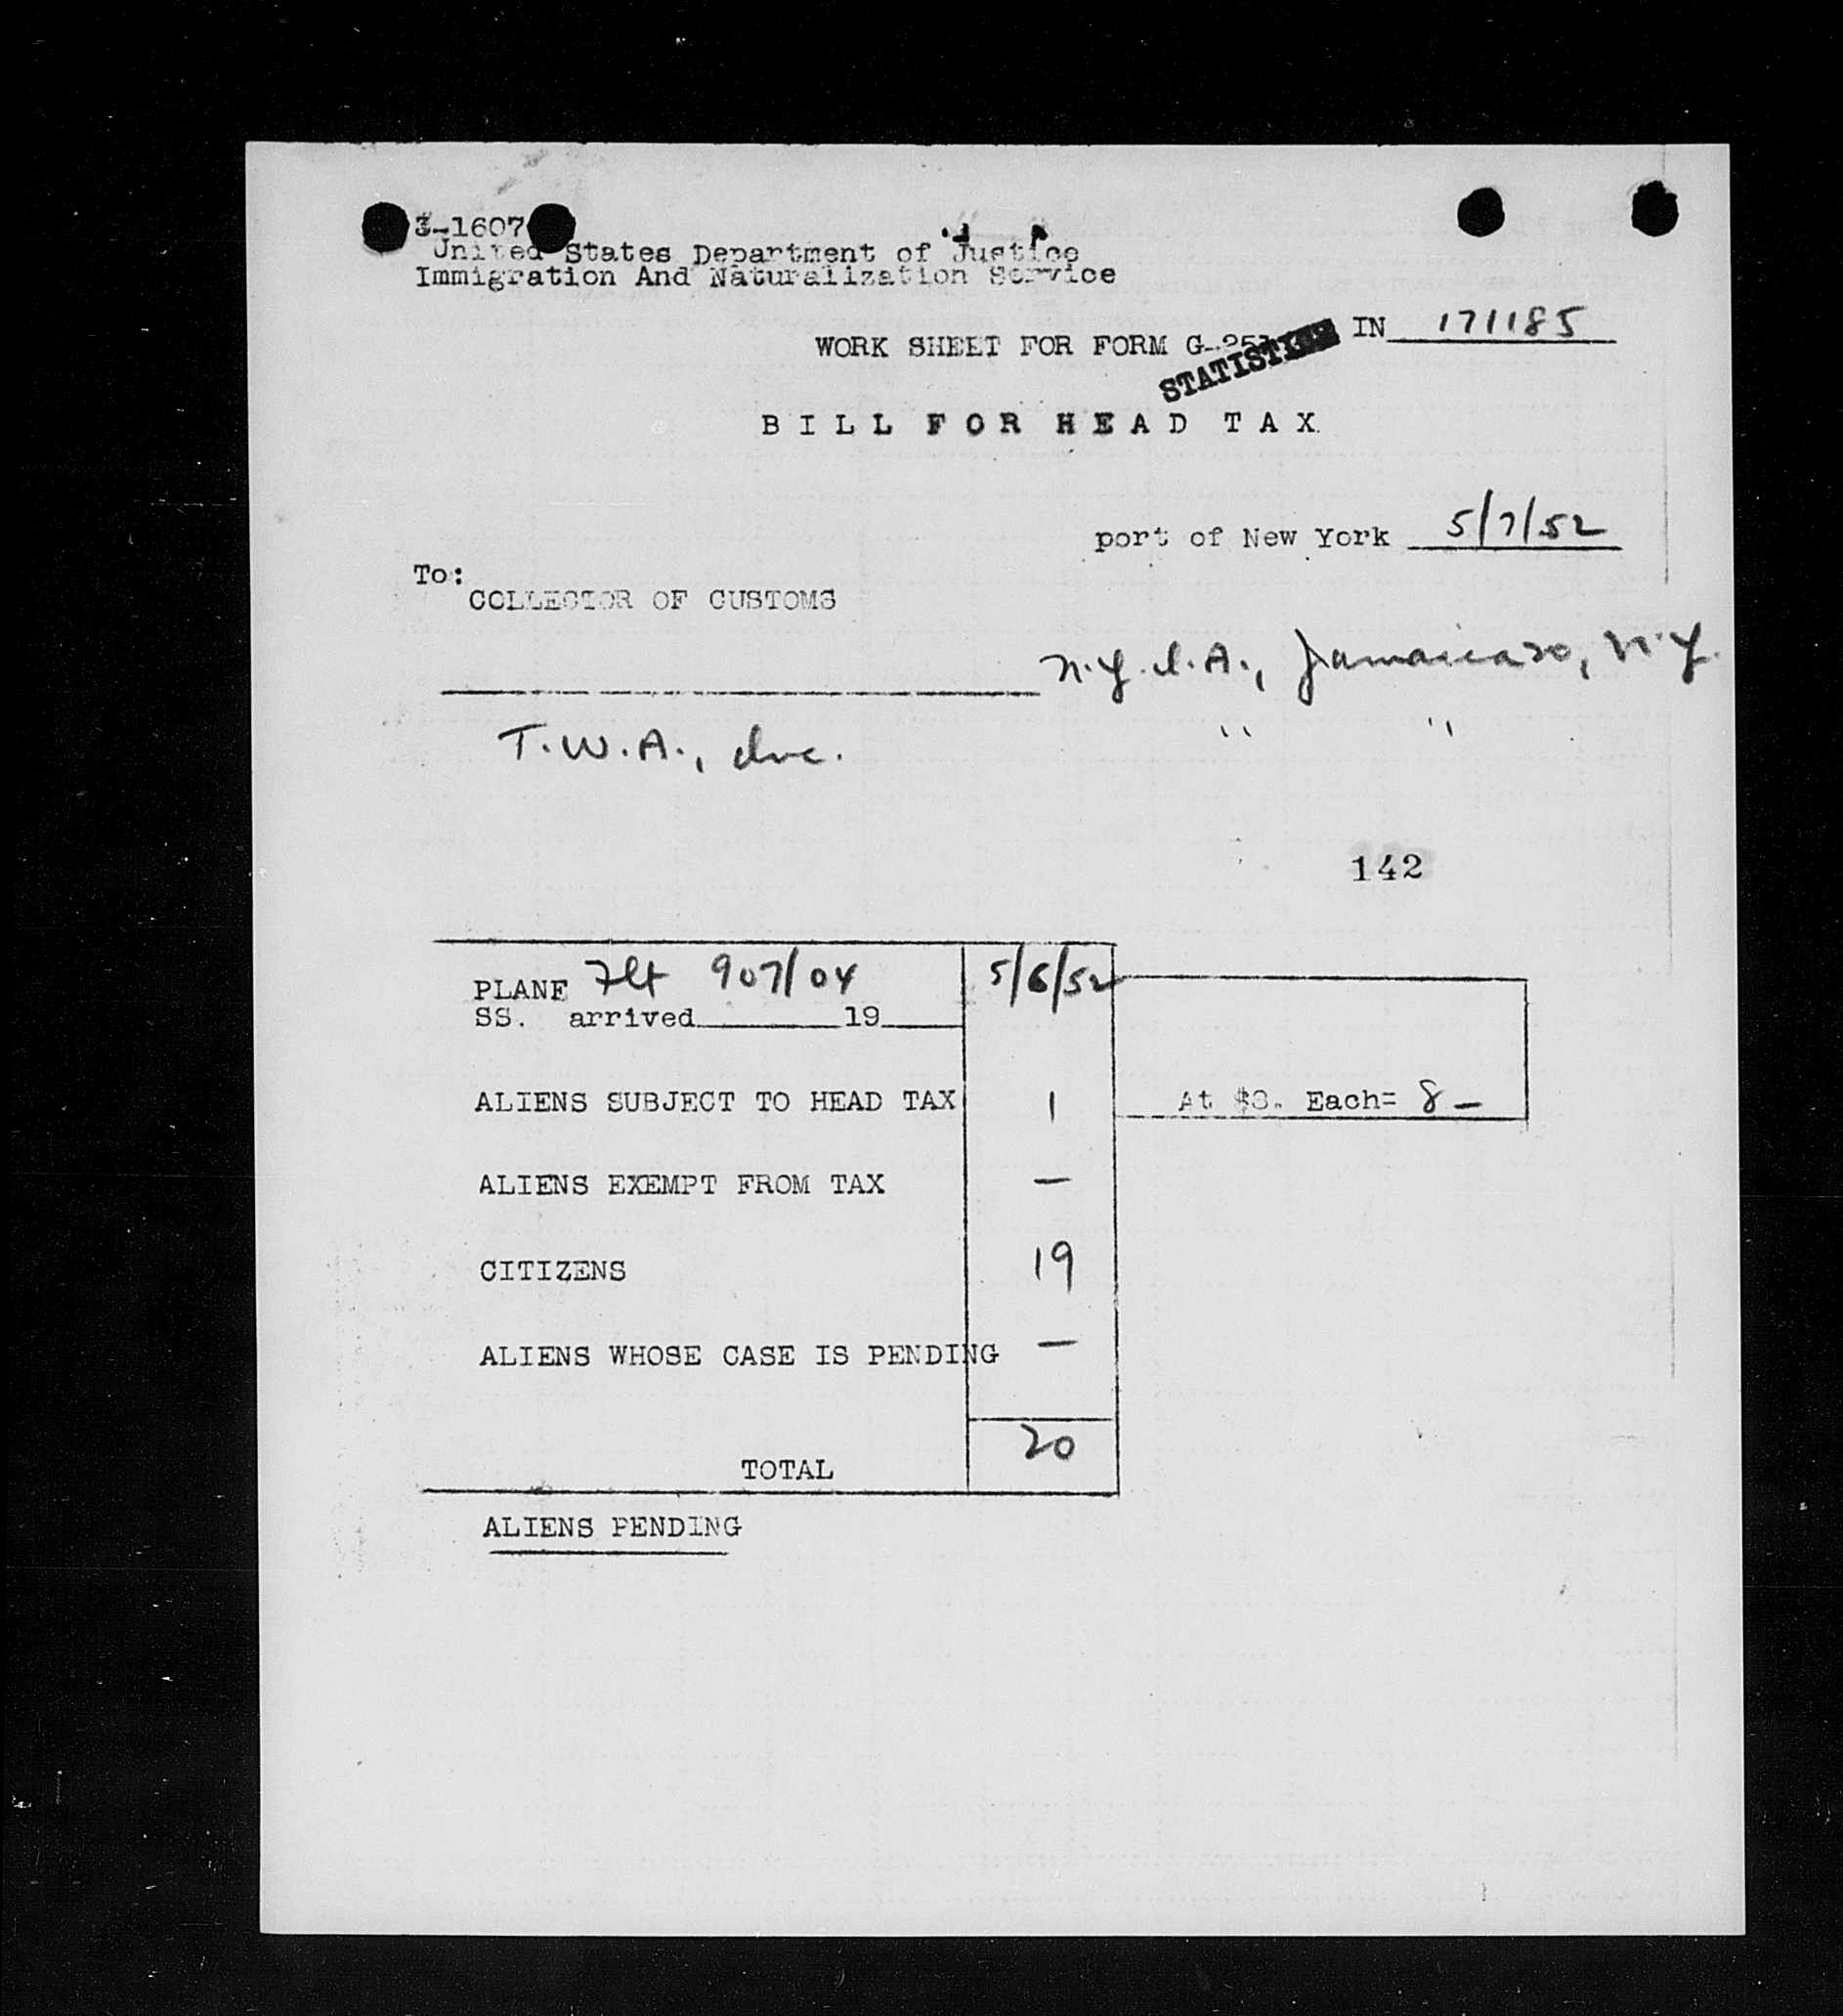 3-1607
United States Department of Justice
Immigration And Naturalization Service
WORK SHEET FOR FORM G-251 IN 171185
STATISTICS
BILL FOR HEAD TAX
port of New York 5/7/52
To:
COLLECTOR OF CUSTOMS
N.Y.I.A., Jamaica 30, N.Y.
T.W.A., Inc. " "
142
PLANE Flt 907/04 5/6/52
SS. arrived 19
ALIENS SUBJECT TO HEAD TAX 1 At $8. Each= 8 —
ALIENS EXEMPT FROM TAX —
CITIZENS 19
ALIENS WHOSE CASE IS PENDING —
TOTAL 20
ALIENS PENDING